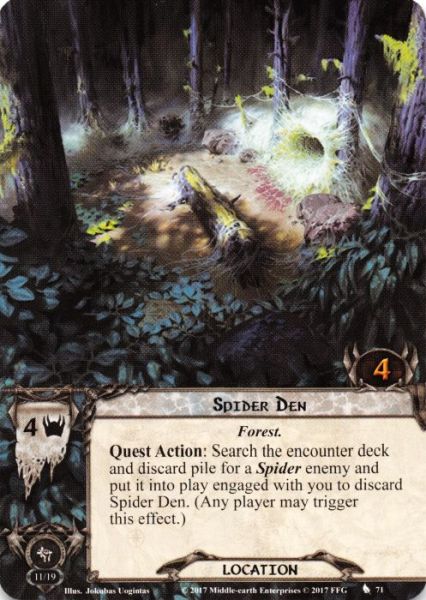 4
Spider Den
4
Forest.
Quest Action: Search the encounter deck
and discard pile for a Spider enemy and
put it into play engaged with you to discard
Spider Den. (Any player may trigger
this effect.)
11/19
LOCATION
Illus. Jokubas Uogintas © 2017 Middle-earth Enterprises © 2017 FFG 71